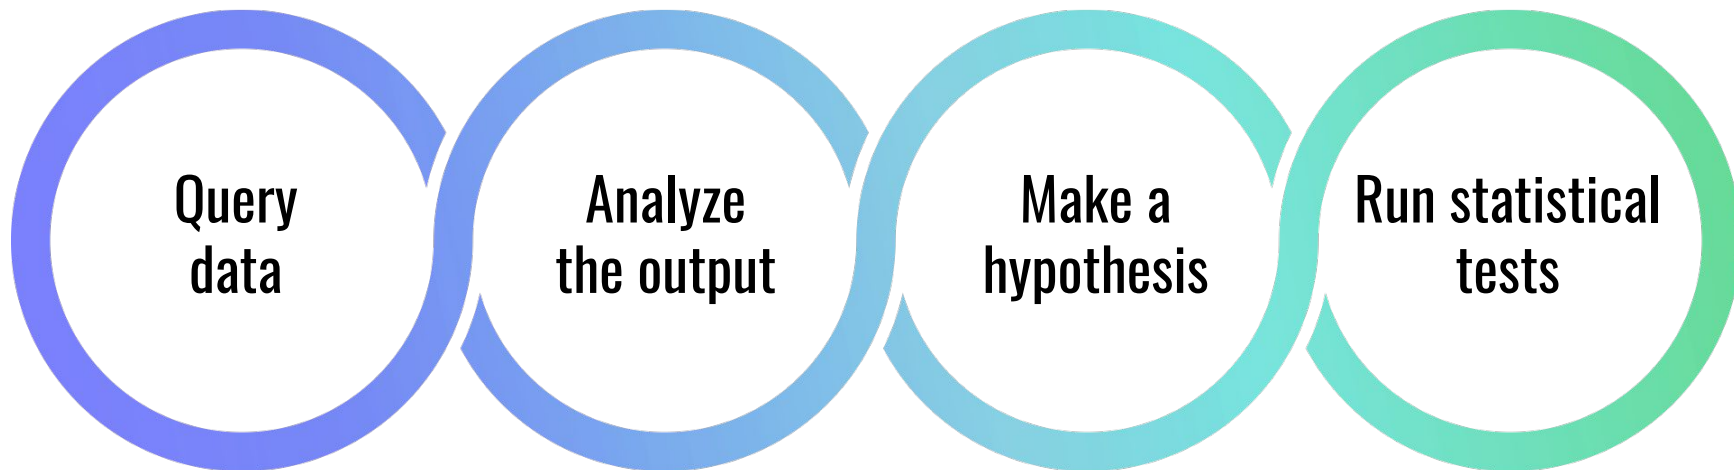 Query
data
Analyze
the output
Make a
hypothesis
Run statistical
tests